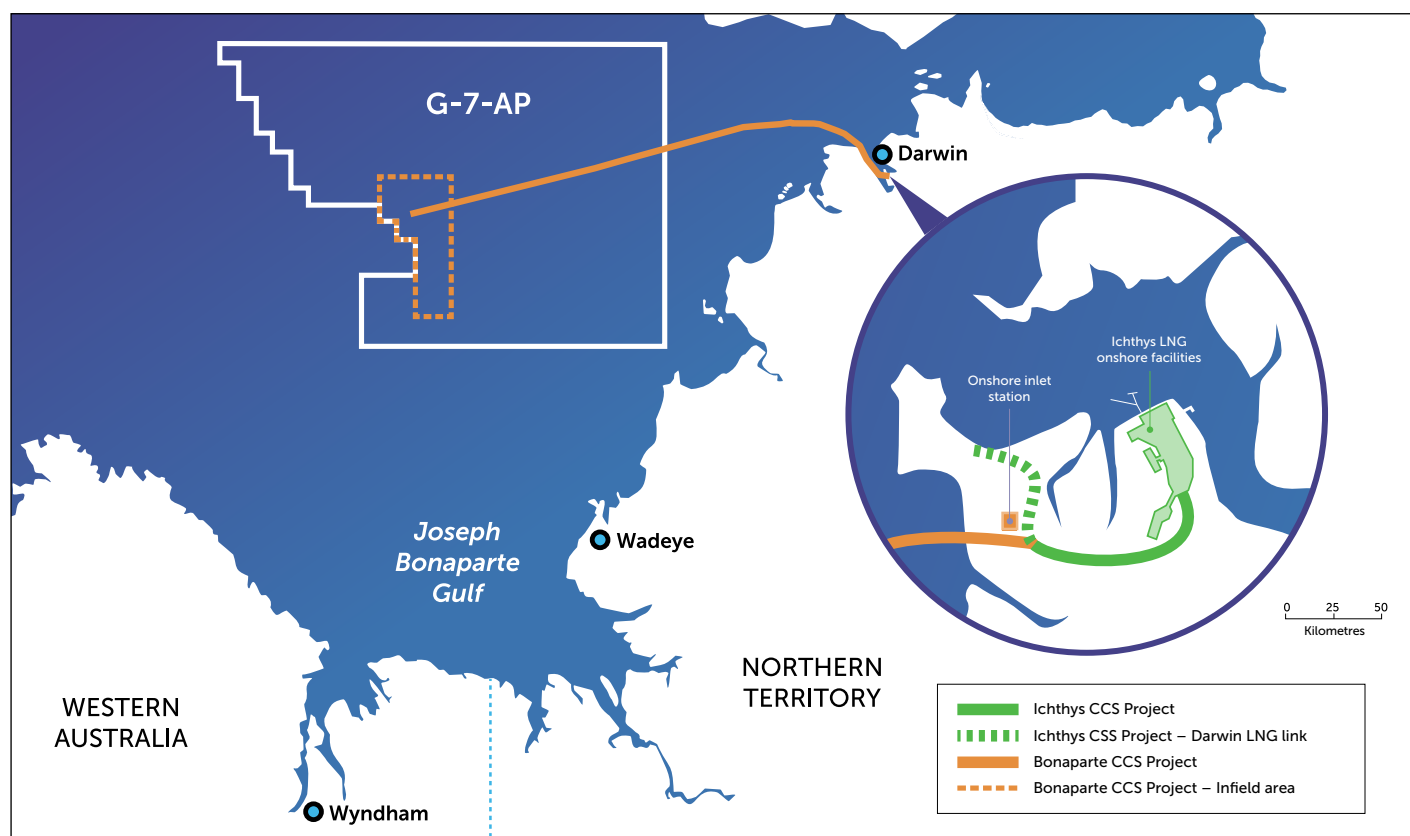 G-7-AP
Darwin
Ichthys LNG
onshore facilities
Onshore inlet
station
Joseph
Bonaparte
Gulf
Wadeye
0 25 50
Kilometres
NORTHERN
TERRITORY
WESTERN
AUSTRALIA
Wyndham
Ichthys CCS Project
Ichthys CSS Project – Darwin LNG link
Bonaparte CCS Project
Bonaparte CCS Project – Infield area